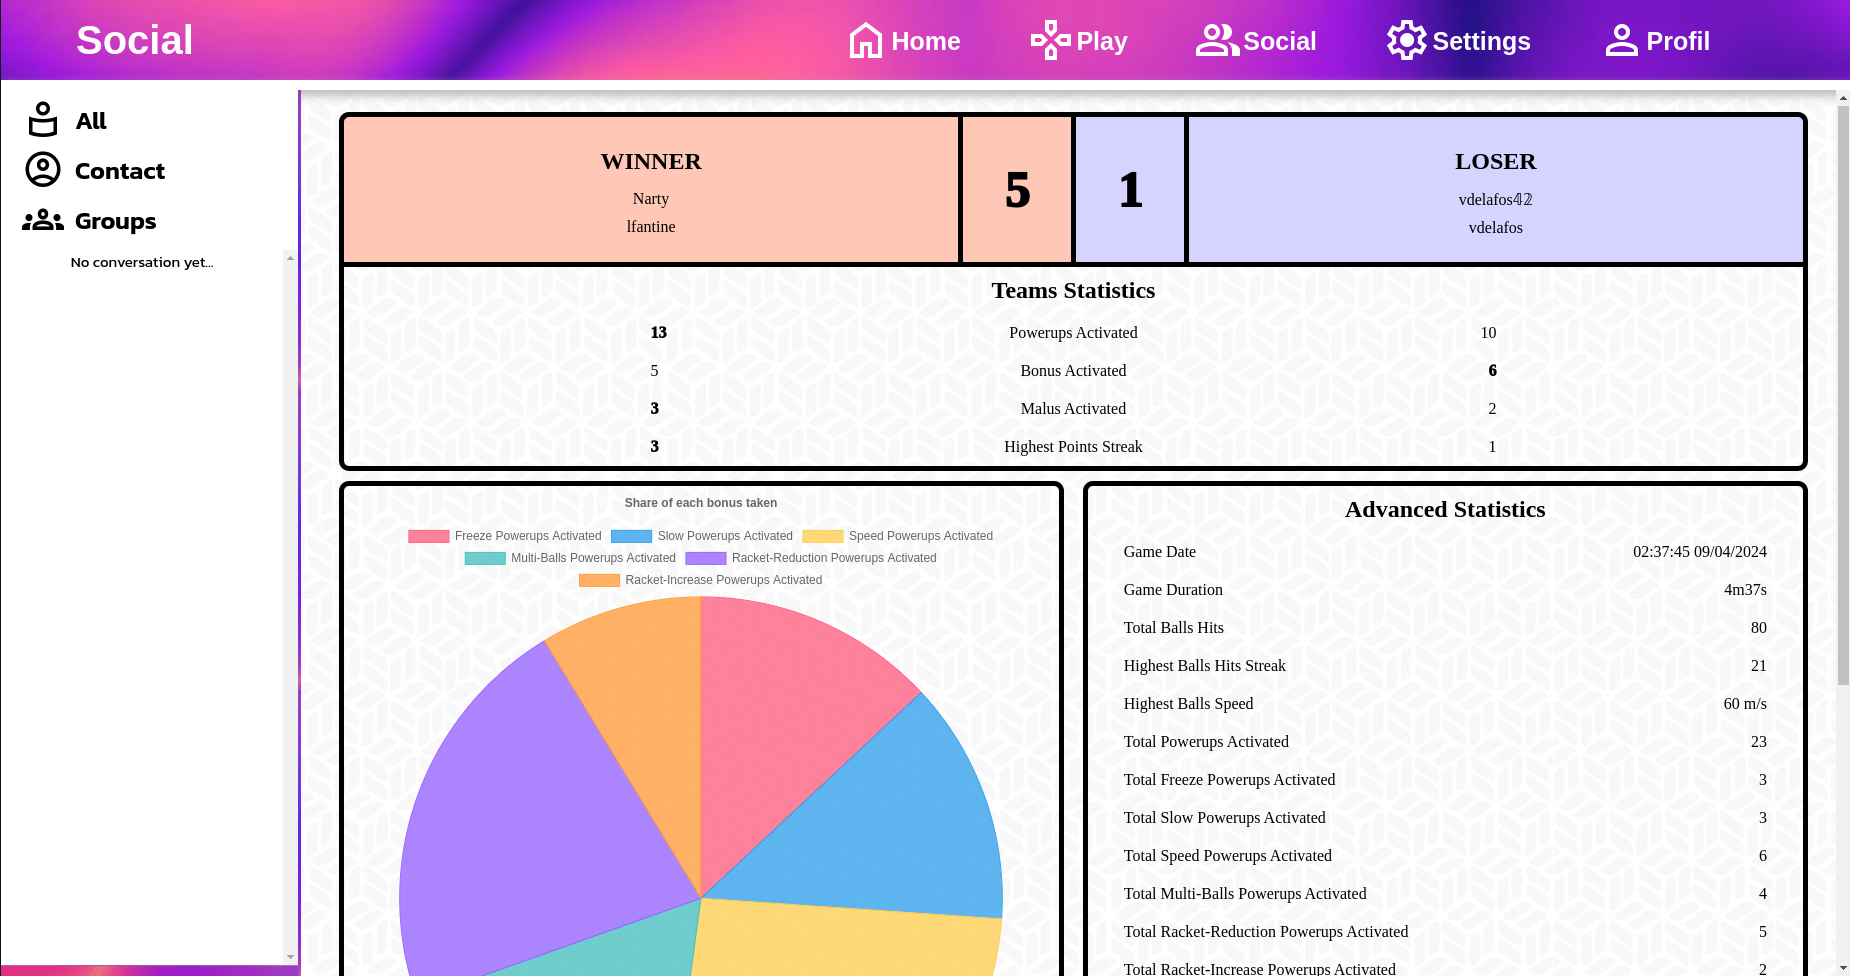 Social
Home Play Social Settings Profil
All
Contact
Groups
No conversation yet...
WINNER
Narty
lfantine
5
1
LOSER
vdelafos𝟜𝟚
vdelafos
Teams Statistics
13 Powerups Activated 10
5 Bonus Activated 6
3 Malus Activated 2
3 Highest Points Streak 1
Share of each bonus taken
Freeze Powerups Activated Slow Powerups Activated Speed Powerups Activated
Multi-Balls Powerups Activated Racket-Reduction Powerups Activated
Racket-Increase Powerups Activated
Advanced Statistics
Game Date 02:37:45 09/04/2024
Game Duration 4m37s
Total Balls Hits 80
Highest Balls Hits Streak 21
Highest Balls Speed 60 m/s
Total Powerups Activated 23
Total Freeze Powerups Activated 3
Total Slow Powerups Activated 3
Total Speed Powerups Activated 6
Total Multi-Balls Powerups Activated 4
Total Racket-Reduction Powerups Activated 5
Total Racket-Increase Powerups Activated 2